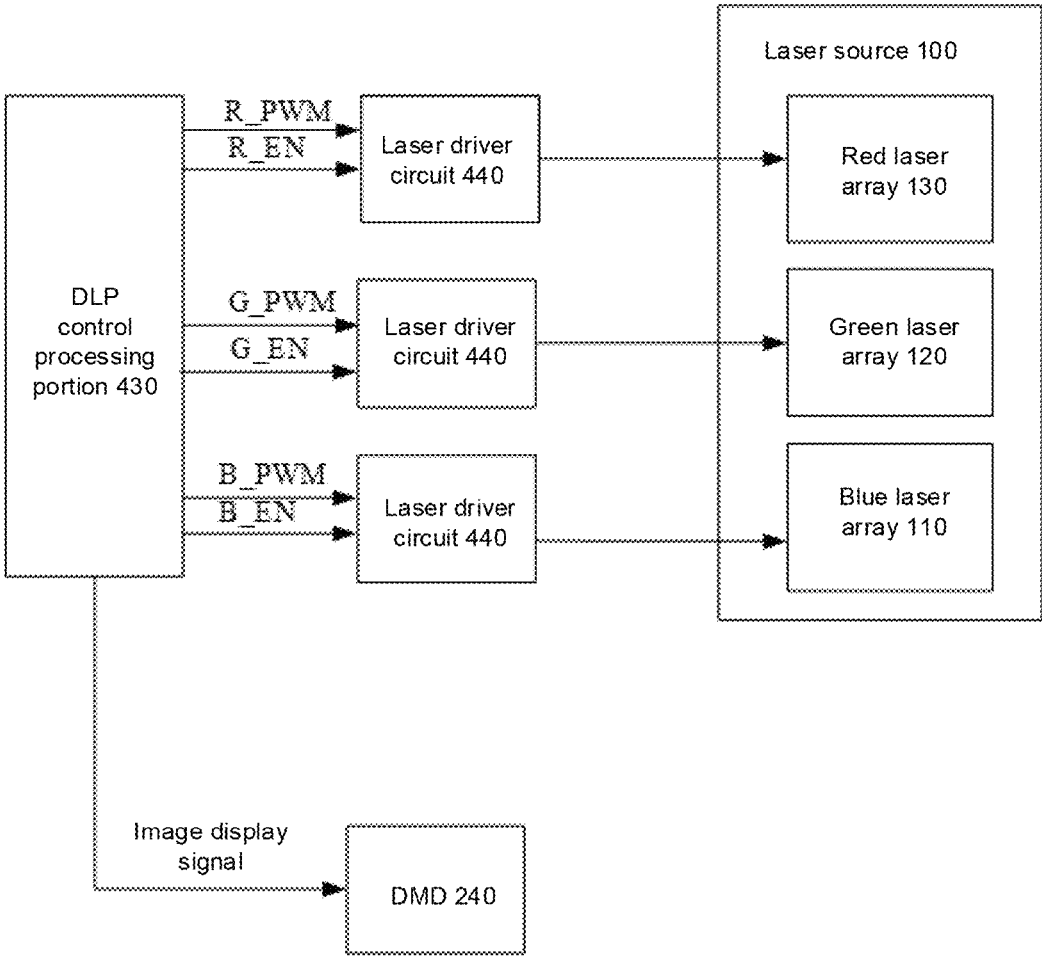 Laser source 100
R_PWM
R_EN
Laser driver
circuit 440
Red laser
array 130
DLP
control
processing
portion 430
G_PWM
G_EN
Laser driver
circuit 440
Green laser
array 120
B_PWM
B_EN
Laser driver
circuit 440
Blue laser
array 110
Image display
signal
DMD 240